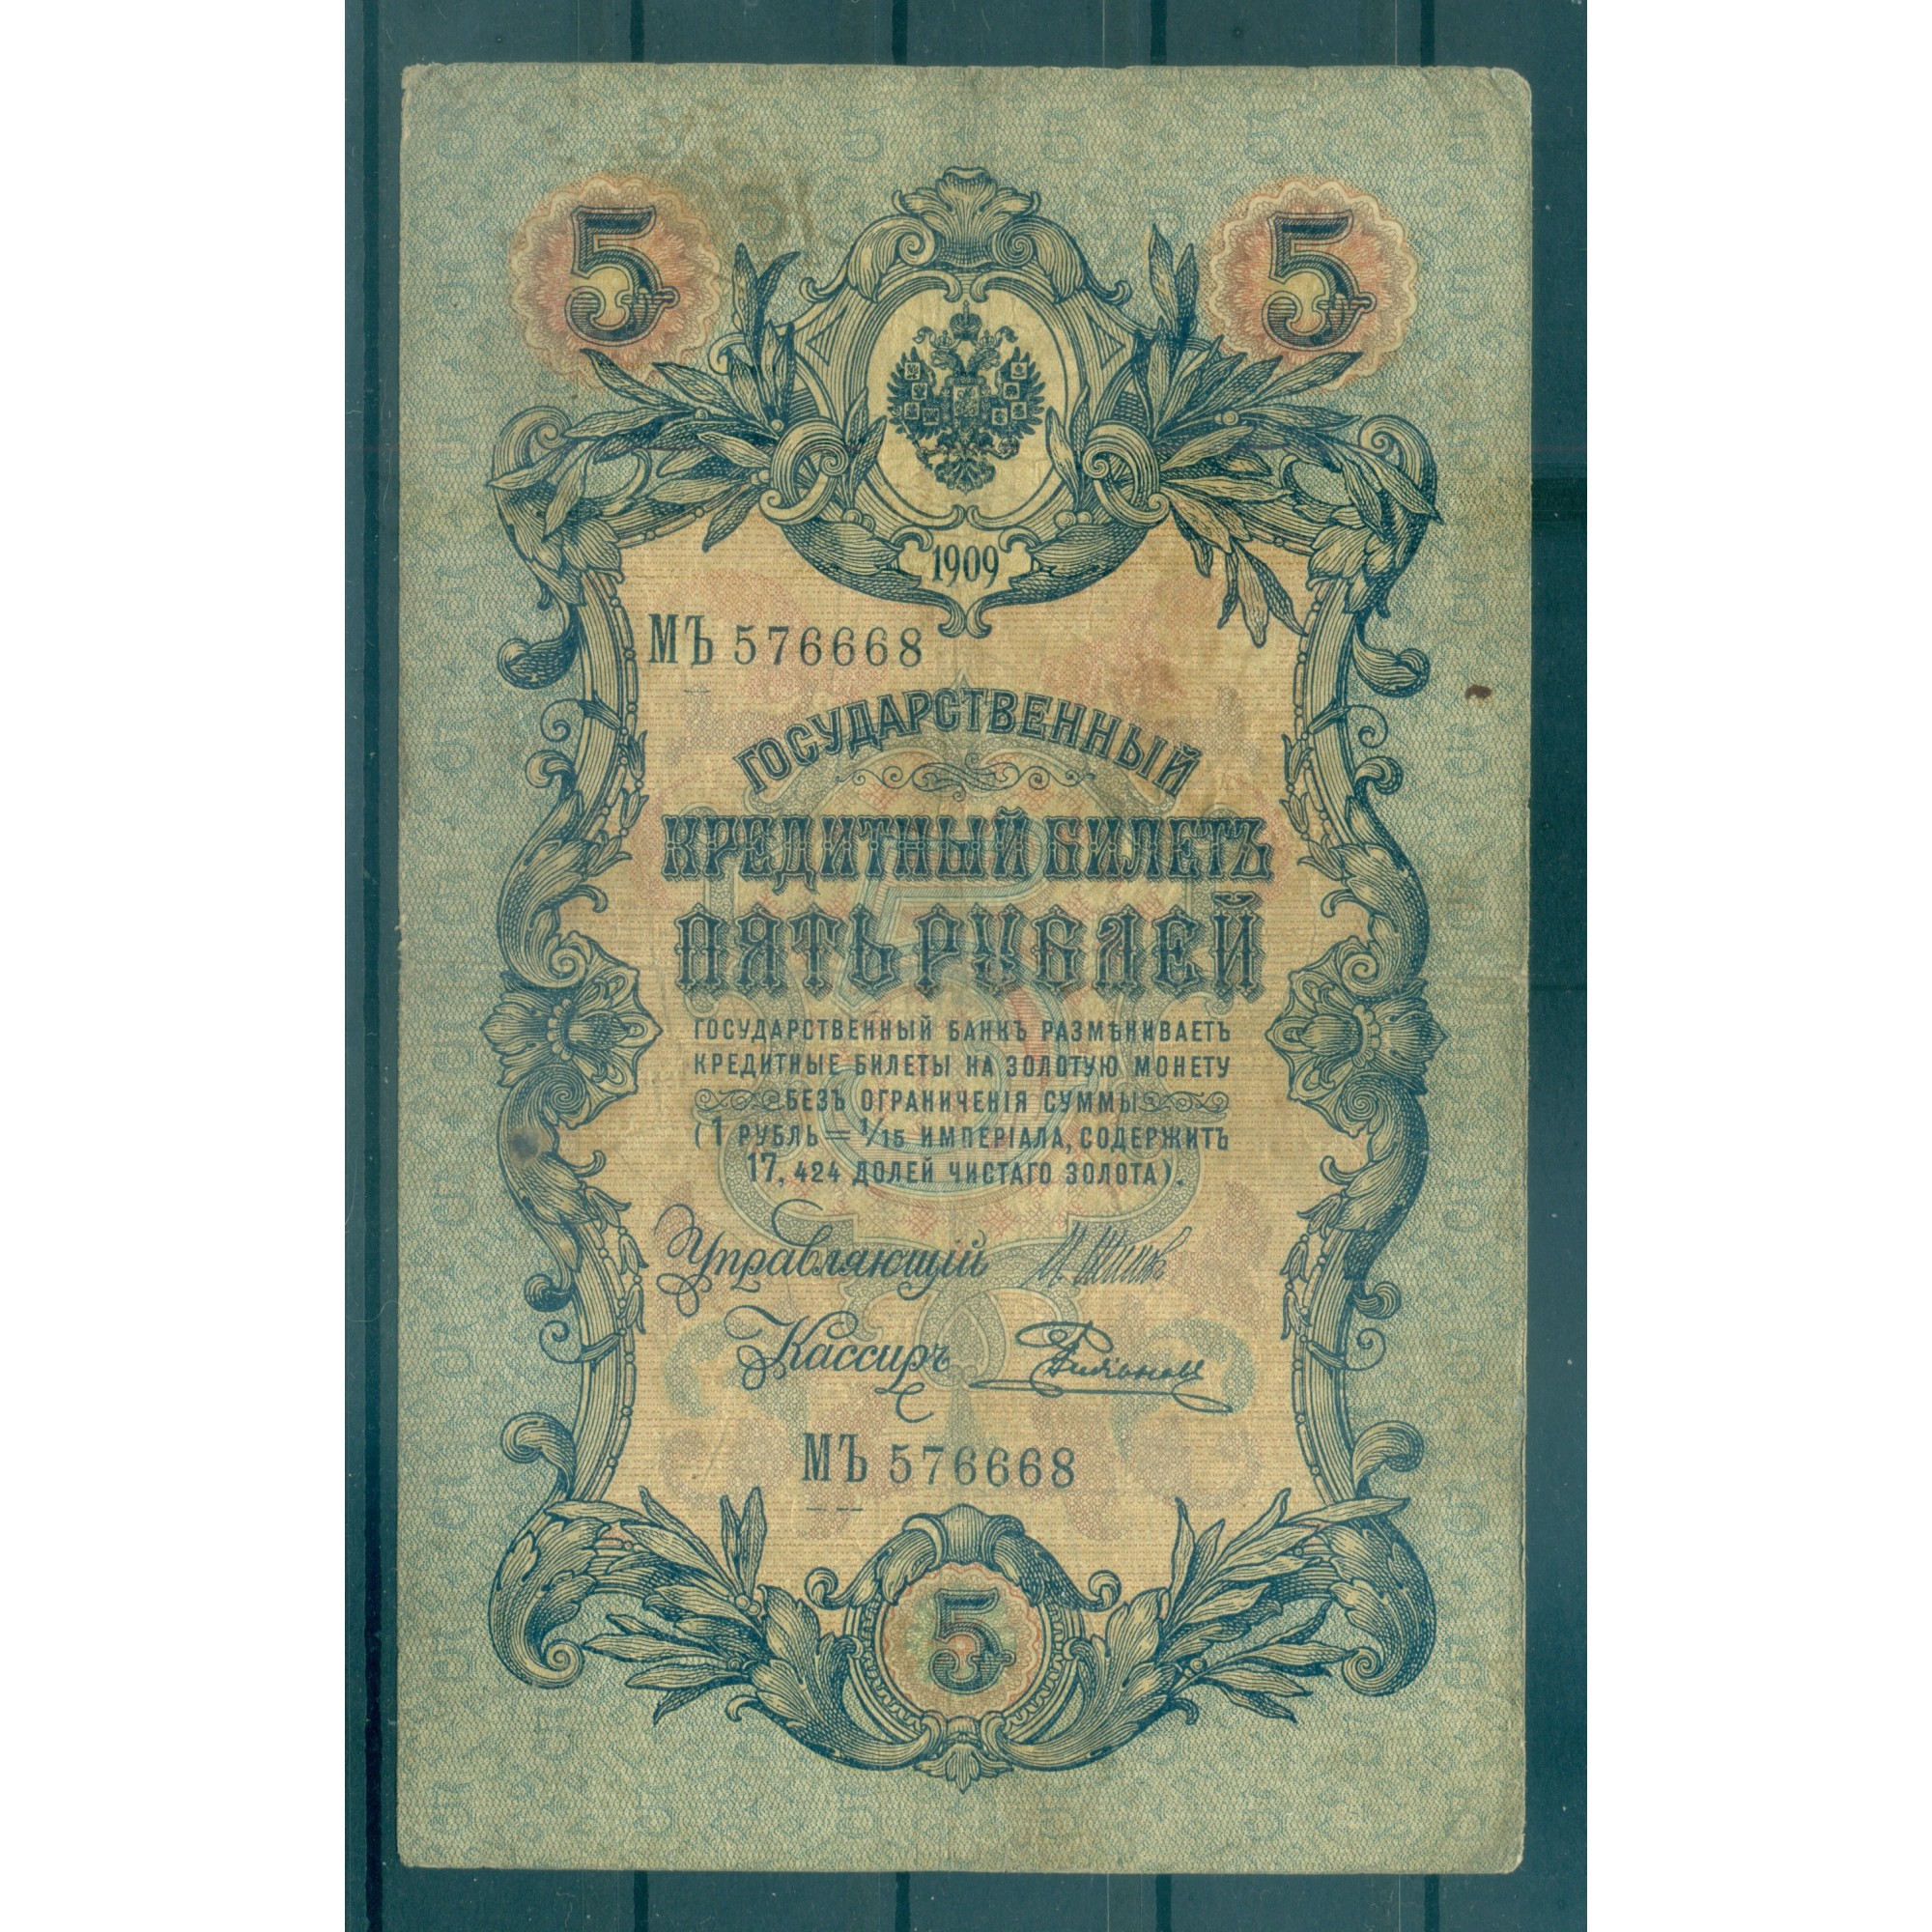 5 5
1909
МЪ 576668
ГОСУДАРСТВЕННЫЙ
КРЕДИТНЫЙ БИЛЕТЪ
ПЯТЬ РУБЛЕЙ
ГОСУДАРСТВЕННЫЙ БАНКЪ РАЗМѢНИВАЕТЪ
КРЕДИТНЫЕ БИЛЕТЫ НА ЗОЛОТУЮ МОНЕТУ
БЕЗЪ ОГРАНИЧЕНІЯ СУММЫ
(1 РУБЛЬ = 1/15 ИМПЕРІАЛА, СОДЕРЖИТЪ
17,424 ДОЛЕЙ ЧИСТАГО ЗОЛОТА).
Управляющій
Кассиръ
МЪ 576668
5